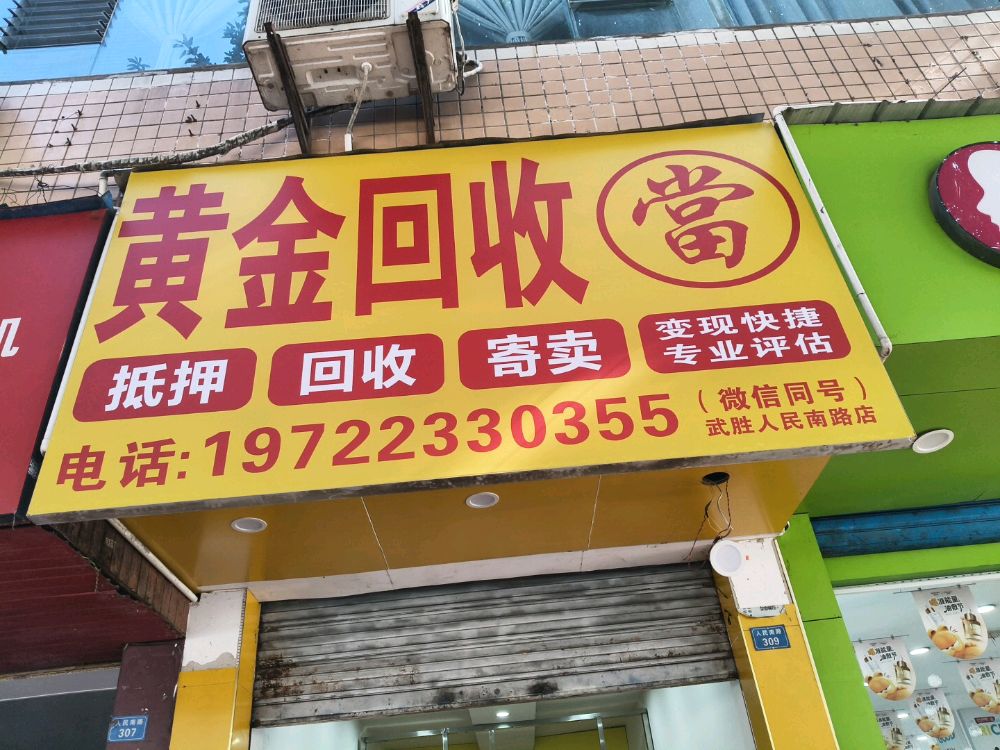 黄金回收 當
抵押 回收 寄卖 变现快捷
专业评估
电话:19722330355 (微信同号)
武胜人民南路店
机
人民南路
309
人民南路
307